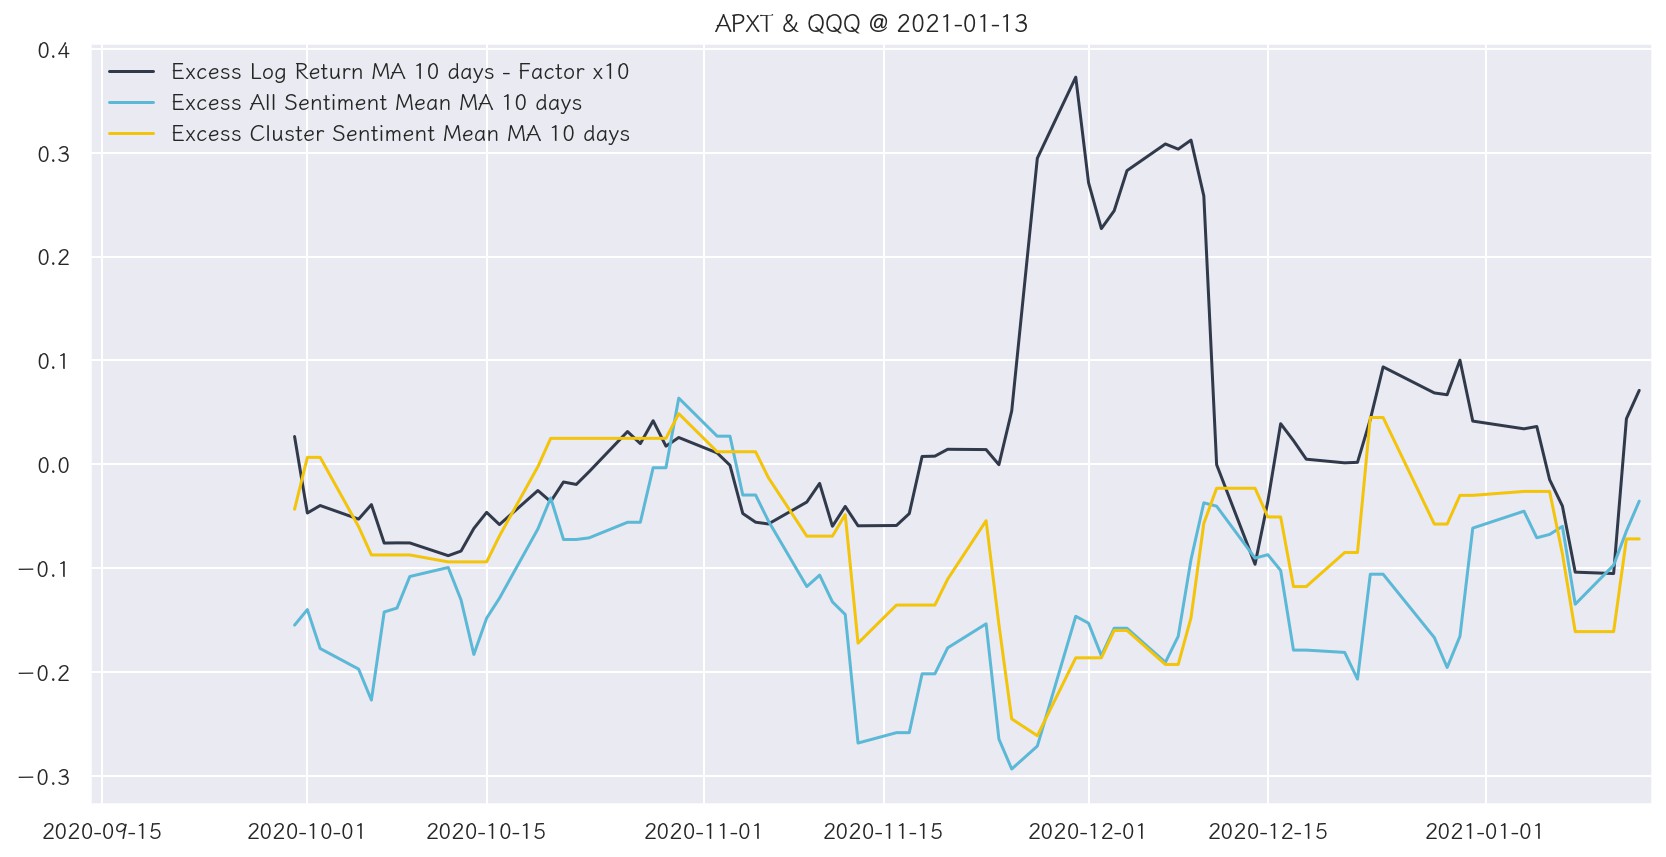 APXT & QQQ @ 2021-01-13
Excess Log Return MA 10 days - Factor x10
Excess All Sentiment Mean MA 10 days
Excess Cluster Sentiment Mean MA 10 days
0.4
0.3
0.2
0.1
0.0
−0.1
−0.2
−0.3
2020-09-15 2020-10-01 2020-10-15 2020-11-01 2020-11-15 2020-12-01 2020-12-15 2021-01-01